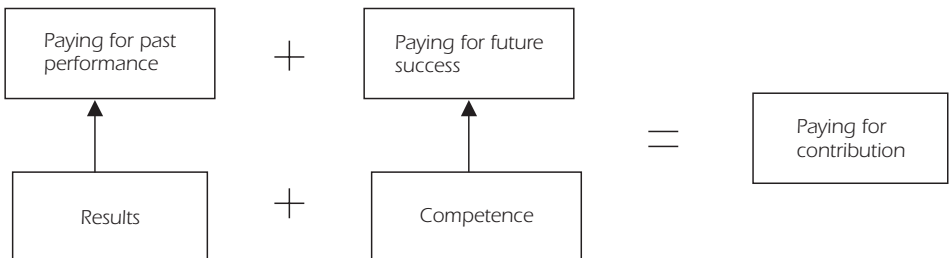 Paying for past
performance
+
Paying for future
success
=
Paying for
contribution
Results
+
Competence